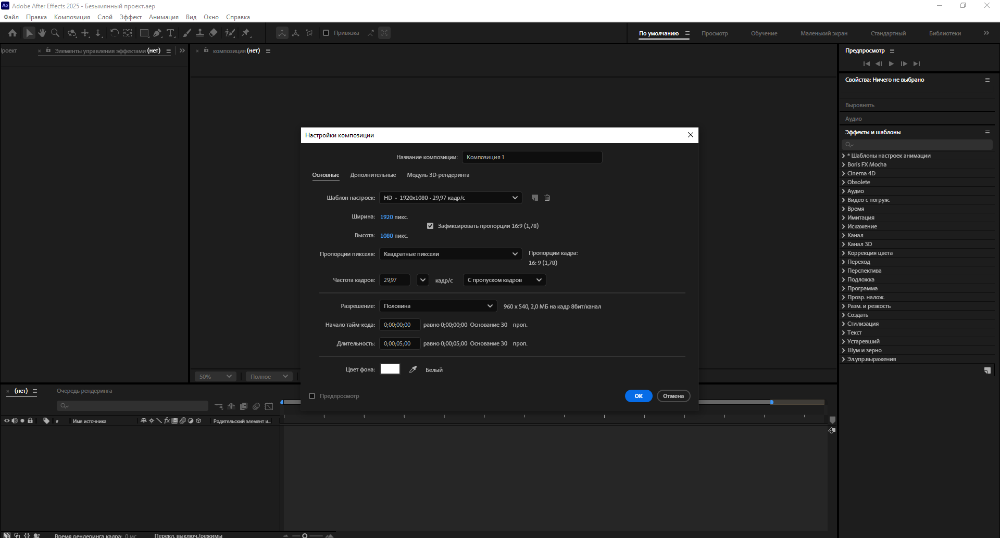 Ae Adobe After Effects 2025 - Безымянный проект.aep
Файл Правка Композиция Слой Эффект Анимация Вид Окно Справка
Привязка
По умолчанию Просмотр Обучение Маленький экран Стандартный Библиотеки
Элементы управления эффектами (нет)
композиция (нет)
Предпросмотр
Свойства: Ничего не выбрано
Выровнять
Аудио
Эффекты и шаблоны
* Шаблоны настроек анимации
Boris FX Mocha
Cinema 4D
Obsolete
Аудио
Видео с погруж.
Время
Имитация
Искажение
Канал
Канал 3D
Коррекция цвета
Переход
Перспектива
Подложка
Программа
Прозр. налож.
Разм. и резкость
Создать
Стилизация
Текст
Устаревший
Шум и зерно
Эл.упр.выражения
Настройки композиции
Название композиции: Композиция 1
Основные Дополнительные Модуль 3D-рендеринга
Шаблон настроек: HD • 1920x1080 • 29,97 кадр/с
Ширина: 1920 пикс.
Зафиксировать пропорции 16:9 (1,78)
Высота: 1080 пикс.
Пропорции пикселя: Квадратные пиксели
Пропорции кадра:
16: 9 (1,78)
Частота кадров: 29,97 кадр/с С пропуском кадров
Разрешение: Половина 960 x 540, 2,0 МБ на кадр 8бит/канал
Начало тайм-кода: 0;00;00;00 равно 0;00;00;00 Основание 30 проп.
Длительность: 0;00;05;00 равно 0;00;05;00 Основание 30 проп.
Цвет фона: Белый
Предпросмотр
ОК Отмена
50% Полное
(нет) Очередь рендеринга
# Имя источника fx Родительский элемент и...
Время рендеринга кадра: 0 мс Перекл. выключ./режимы